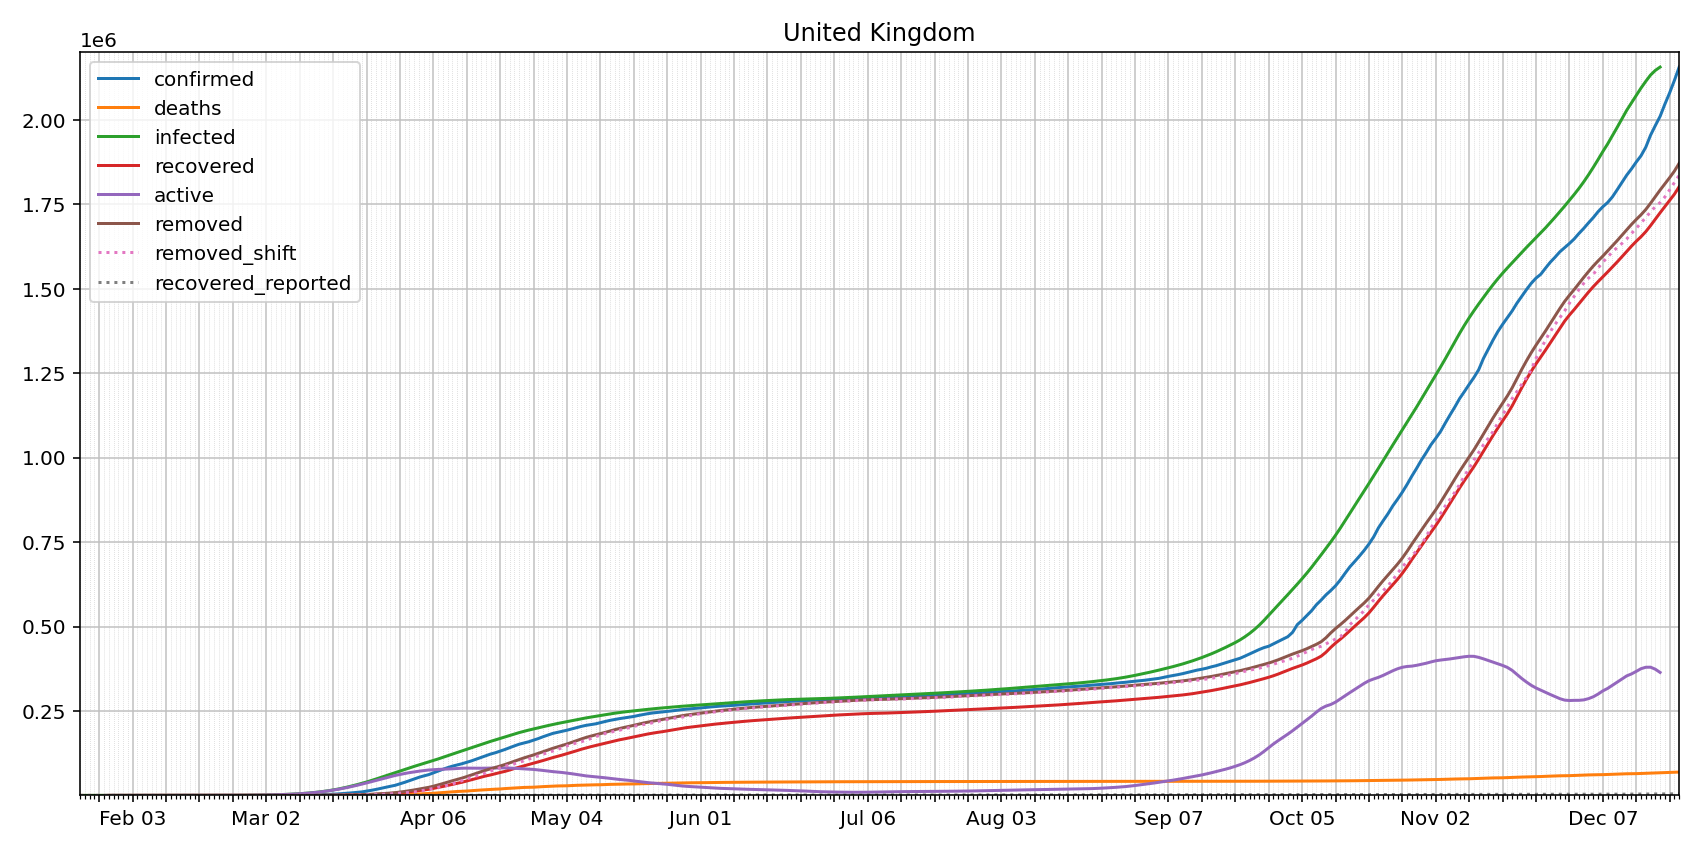 United Kingdom
1e6
confirmed
deaths
infected
recovered
active
removed
removed_shift
recovered_reported
2.00
1.75
1.50
1.25
1.00
0.75
0.50
0.25
Feb 03 Mar 02 Apr 06 May 04 Jun 01 Jul 06 Aug 03 Sep 07 Oct 05 Nov 02 Dec 07